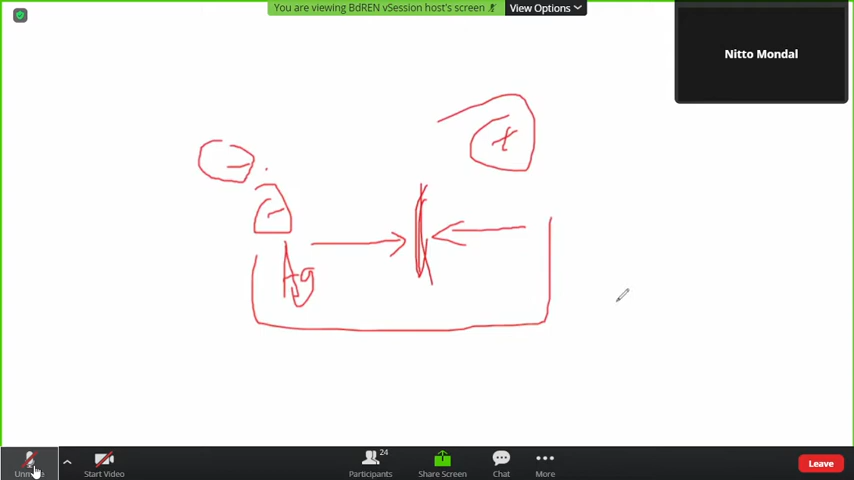 You are viewing BdREN vSession host's screen
View Options
Nitto Mondal
+
-
-
Unmute
Start Video
24
Participants
Share Screen
Chat
More
Leave